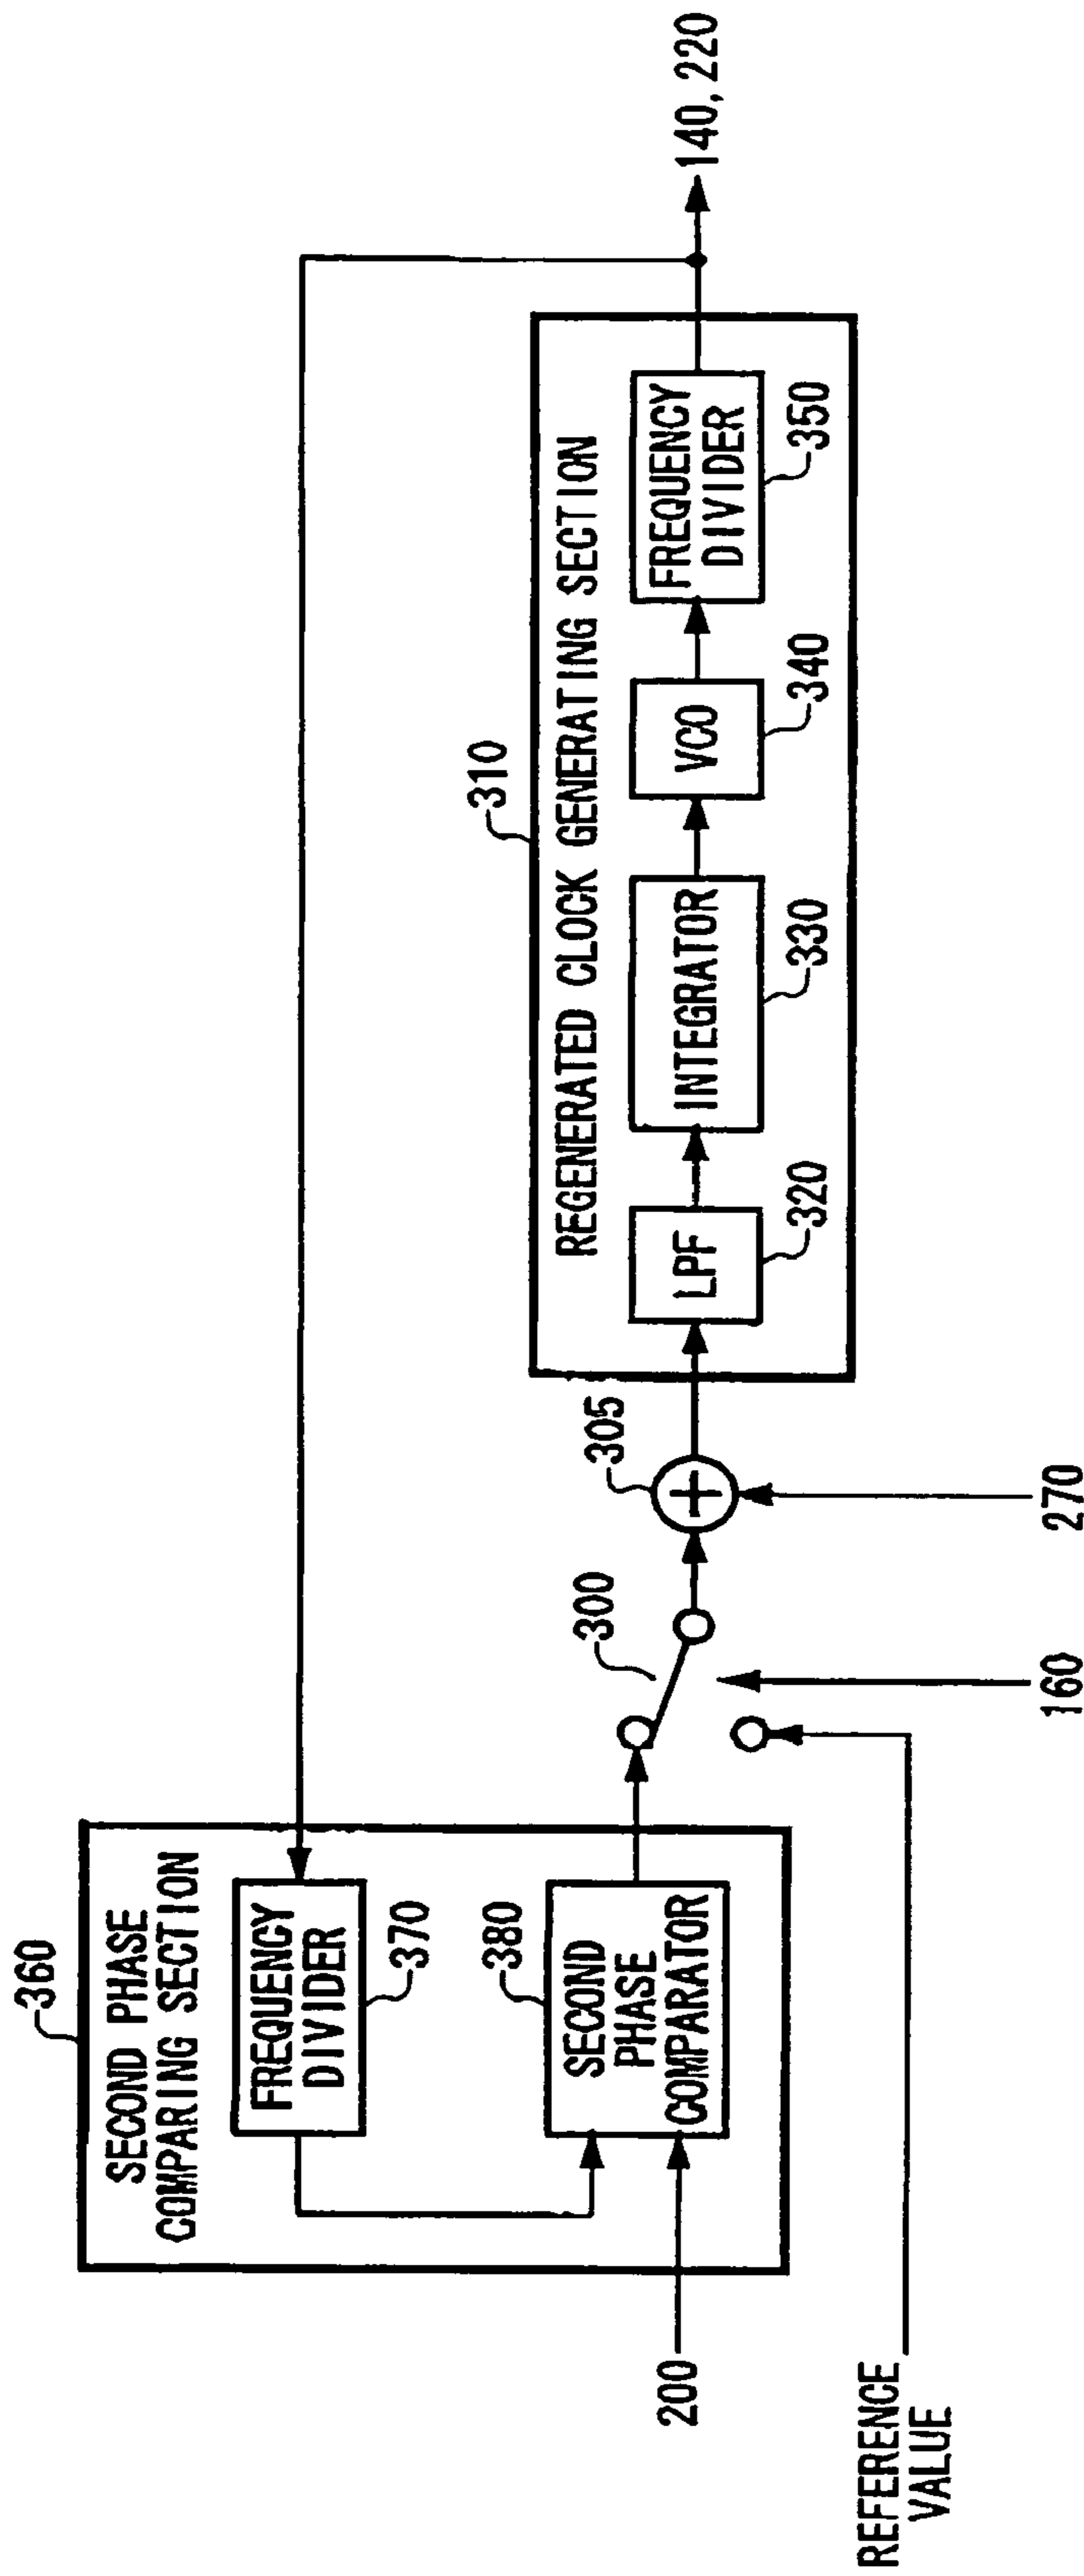 360
SECOND PHASE
COMPARING SECTION
FREQUENCY
DIVIDER
370
380
SECOND
PHASE
COMPARATOR
200
REFERENCE
VALUE
300
160
305
270
310
REGENERATED CLOCK GENERATING SECTION
LPF
320
INTEGRATOR
330
VCO
340
FREQUENCY
DIVIDER
350
140, 220